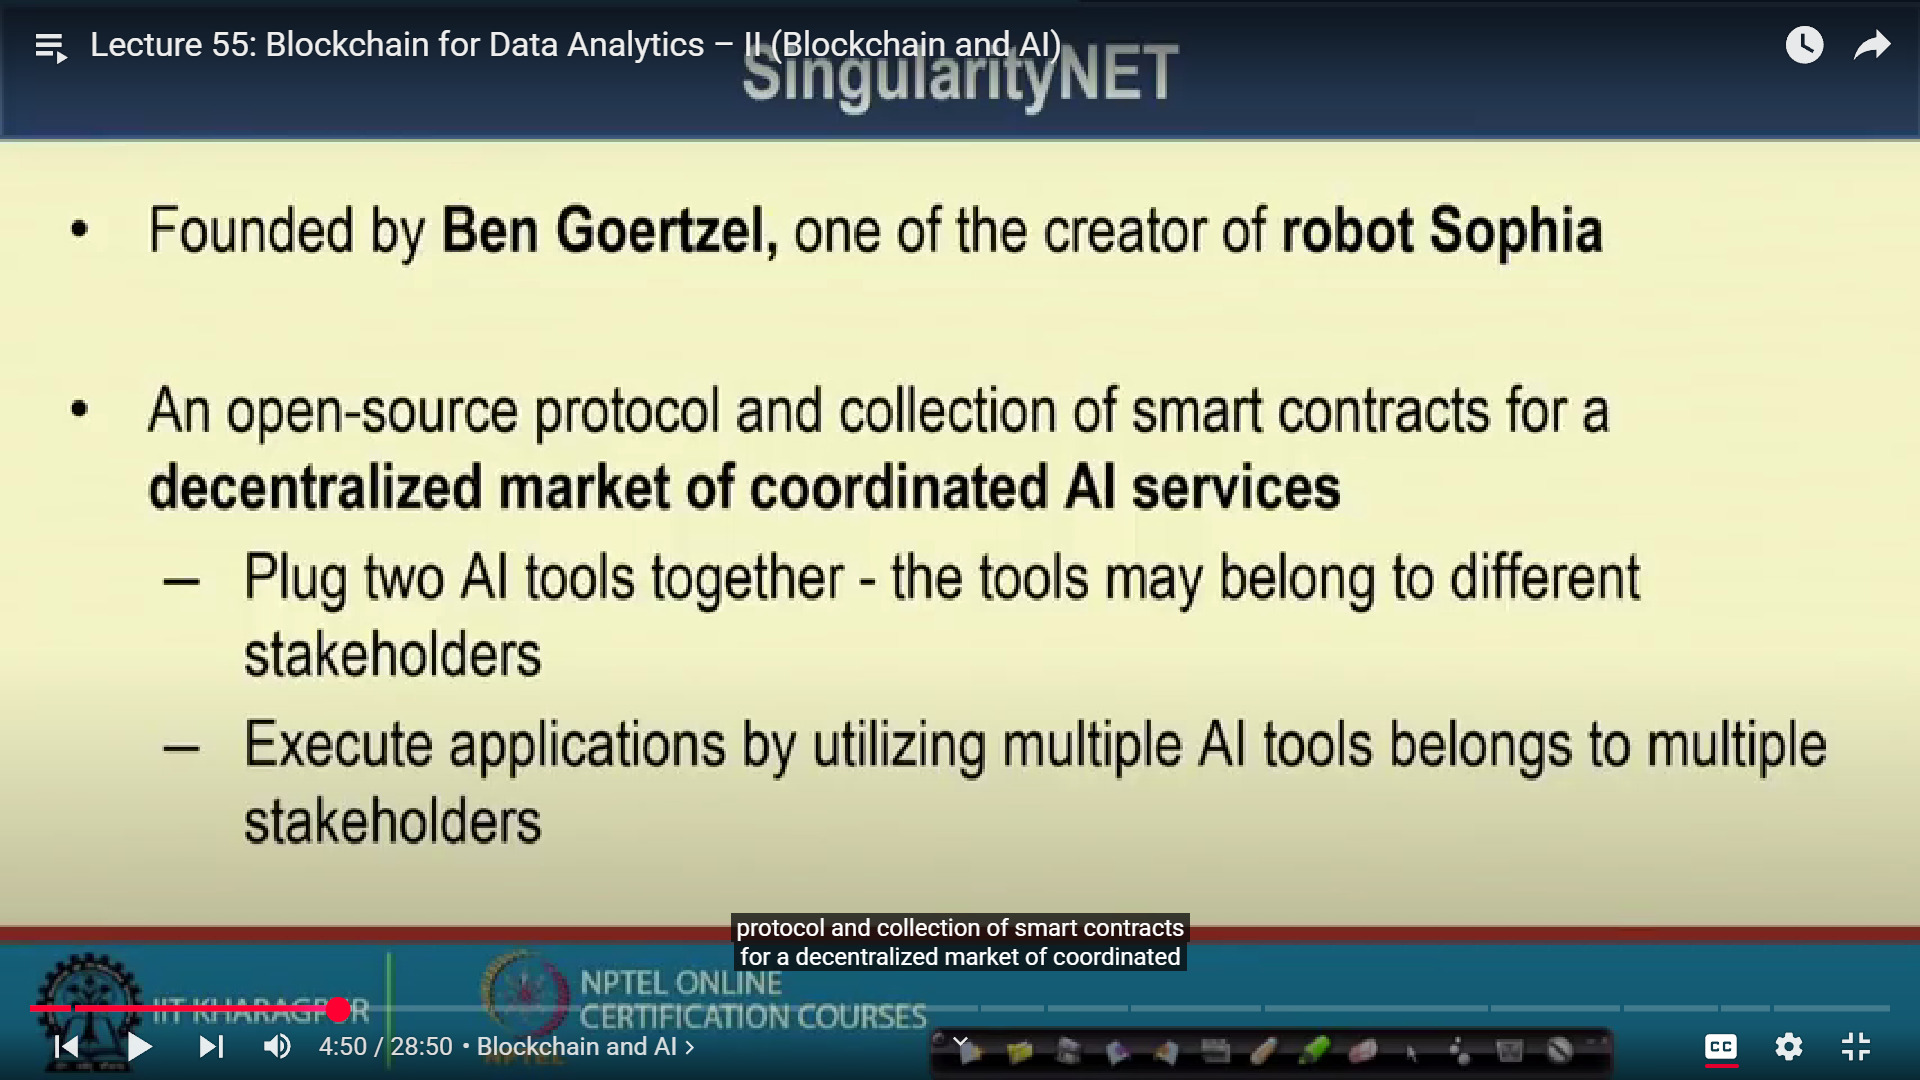 Lecture 55: Blockchain for Data Analytics – II (Blockchain and AI)
SingularityNET
• Founded by Ben Goertzel, one of the creator of robot Sophia
• An open-source protocol and collection of smart contracts for a
decentralized market of coordinated AI services
– Plug two AI tools together - the tools may belong to different
stakeholders
– Execute applications by utilizing multiple AI tools belongs to multiple
stakeholders
protocol and collection of smart contracts
for a decentralized market of coordinated
IIT KHARAGPUR
NPTEL ONLINE
CERTIFICATION COURSES
NPTEL
4:50 / 28:50 • Blockchain and AI >
CC